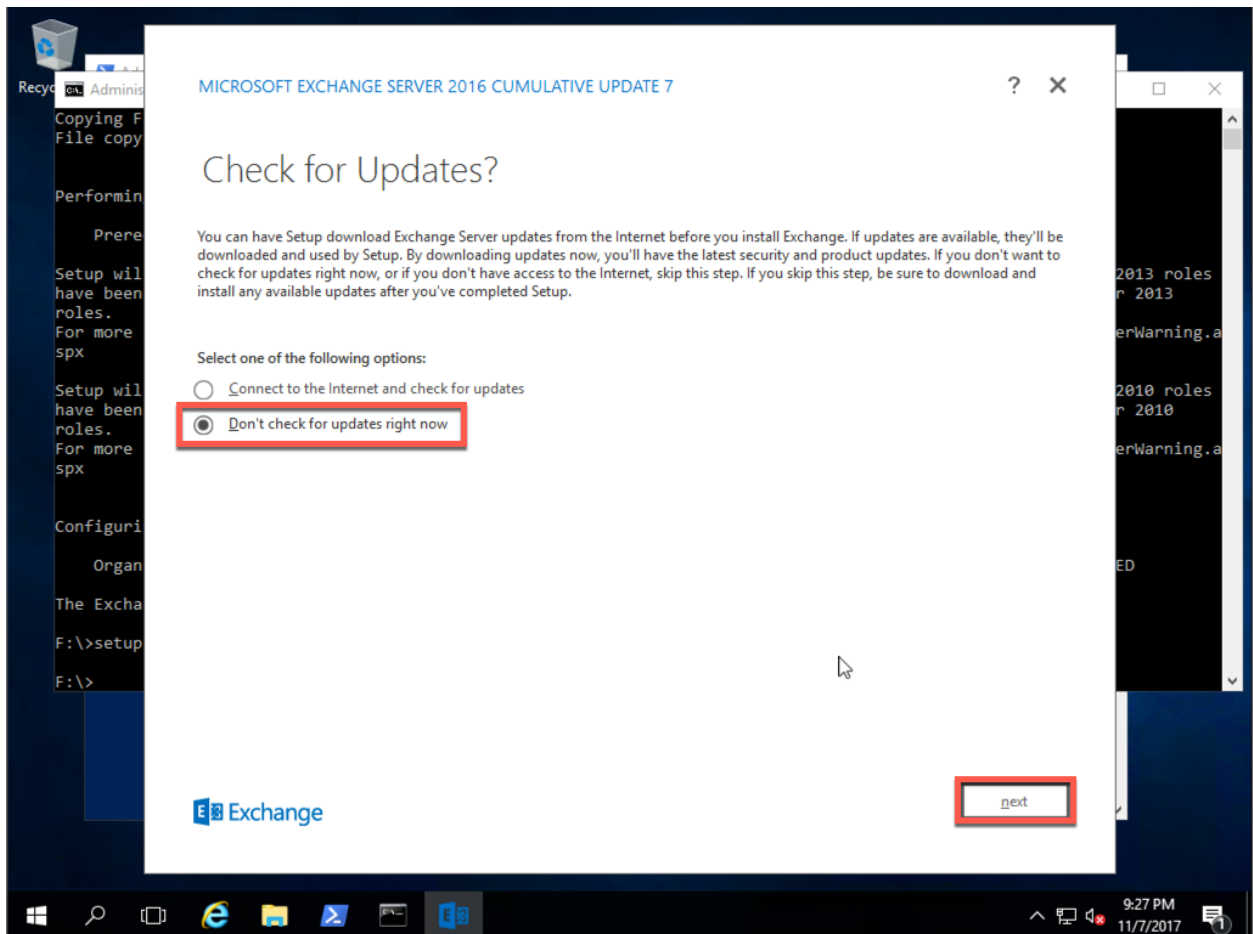 Recyc
Adminis
Copying F
File copy
Performin
Prere
Setup wil
have been
roles.
For more
spx
Setup wil
have been
roles.
For more
spx
Configuri
Organ
The Excha
F:\>setup
F:\>
MICROSOFT EXCHANGE SERVER 2016 CUMULATIVE UPDATE 7
?
Check for Updates?
You can have Setup download Exchange Server updates from the Internet before you install Exchange. If updates are available, they'll be
downloaded and used by Setup. By downloading updates now, you'll have the latest security and product updates. If you don't want to
check for updates right now, or if you don't have access to the Internet, skip this step. If you skip this step, be sure to download and
install any available updates after you've completed Setup.
Select one of the following options:
Connect to the Internet and check for updates
Don't check for updates right now
Exchange
next
2013 roles
r 2013
erWarning.a
2010 roles
r 2010
erWarning.a
ED
9:27 PM
11/7/2017
1